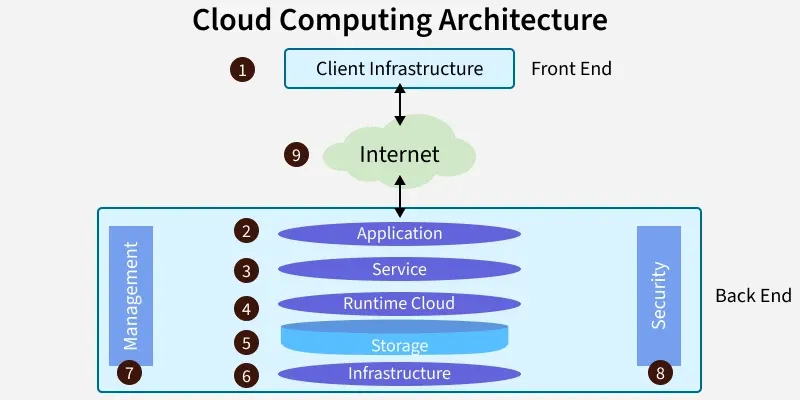 Cloud Computing Architecture
1 Client Infrastructure Front End
9 Internet
2 Application
3 Service
4 Runtime Cloud
5 Storage
6 Infrastructure
Management
7
Security
8
Back End